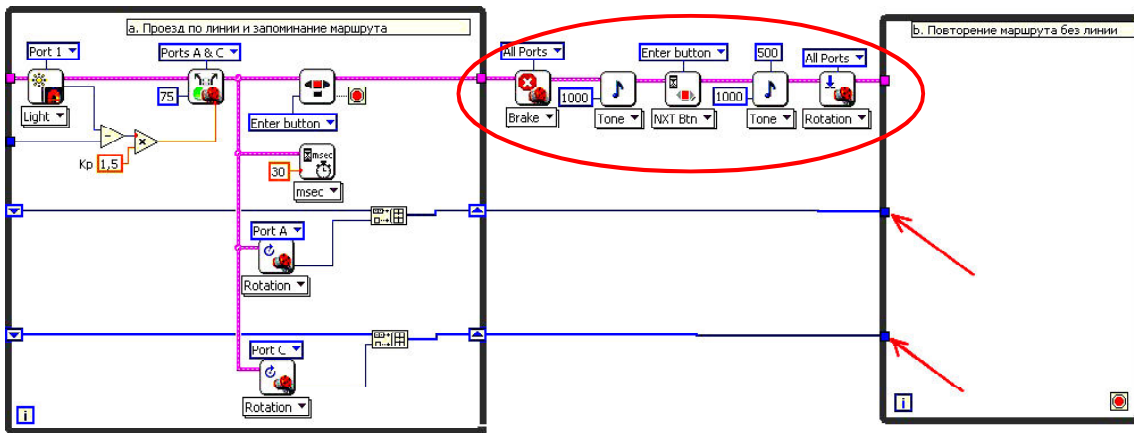 а. Проезд по линии и запоминание маршрута
Port 1
Light
Kp 1,5
Ports A & C
75
Enter button
msec
30
msec
Port A
Rotation
Port C
Rotation
i
All Ports
Brake
1000
Tone
Enter button
NXT Btn
500
1000
Tone
All Ports
Rotation
b. Повторение маршрута без линии
i